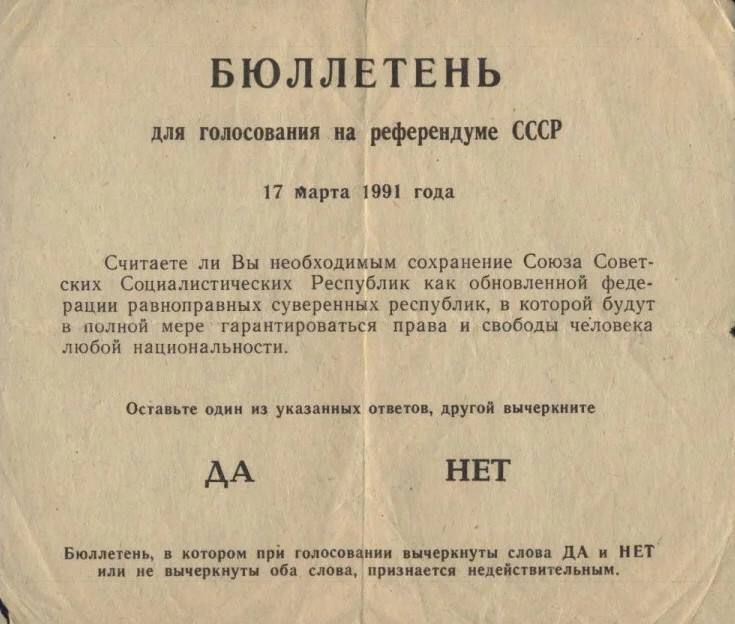 БЮЛЛЕТЕНЬ
для голосования на референдуме СССР
17 марта 1991 года
Считаете ли Вы необходимым сохранение Союза Совет-
ских Социалистических Республик как обновленной феде-
рации равноправных суверенных республик, в которой будут
в полной мере гарантироваться права и свободы человека
любой национальности.
Оставьте один из указанных ответов, другой вычеркните
ДА НЕТ
Бюллетень, в котором при голосовании вычеркнуты слова ДА и НЕТ
или не вычеркнуты оба слова, признается недействительным.